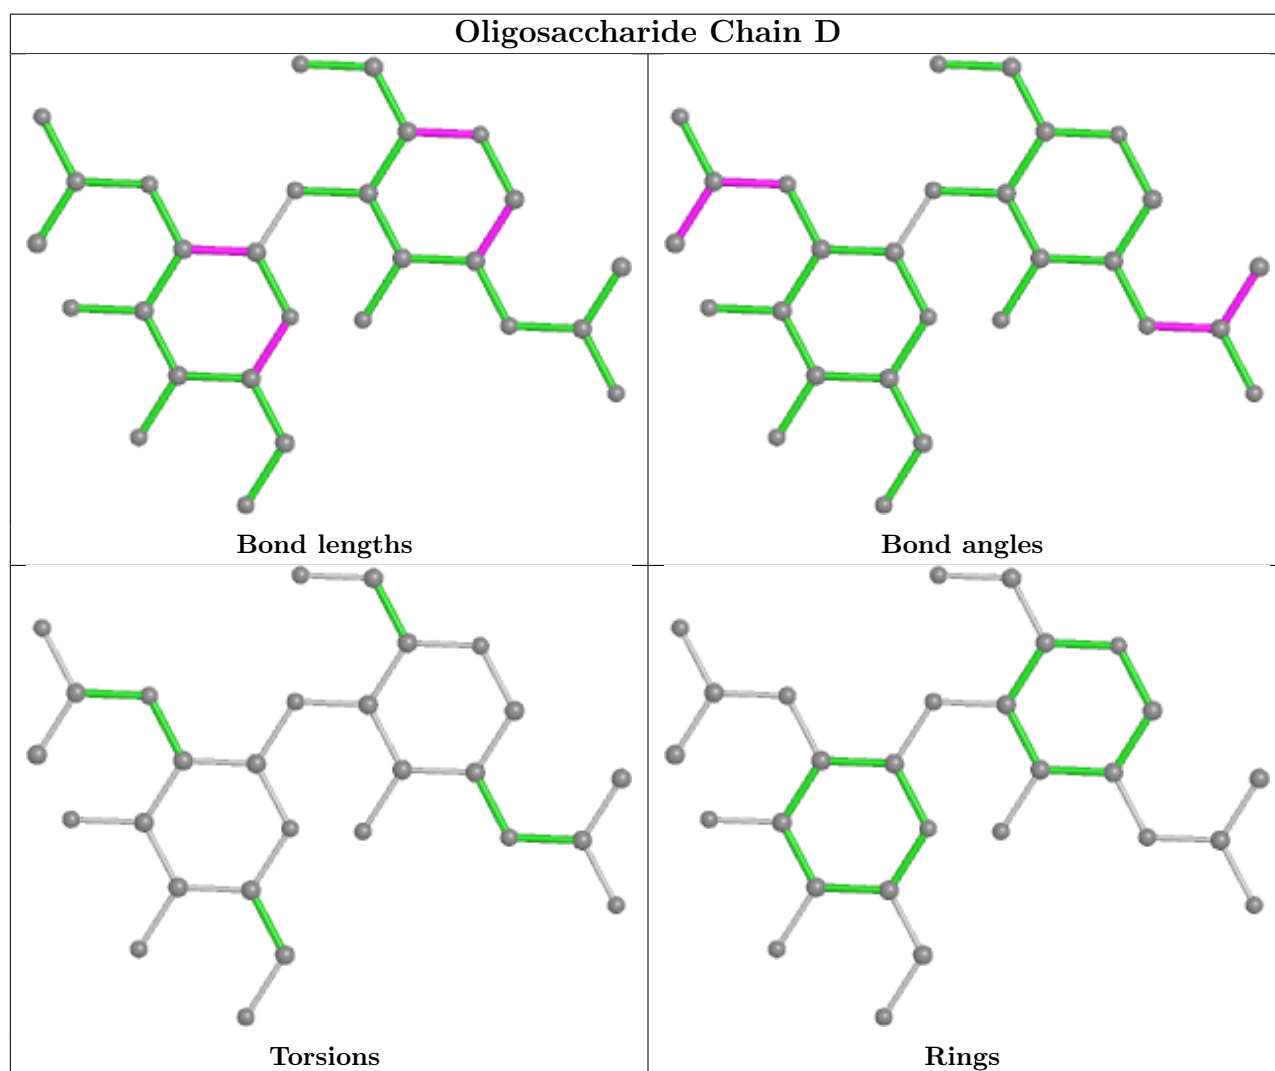 Oligosaccharide Chain D
Bond lengths
Bond angles
Torsions
Rings